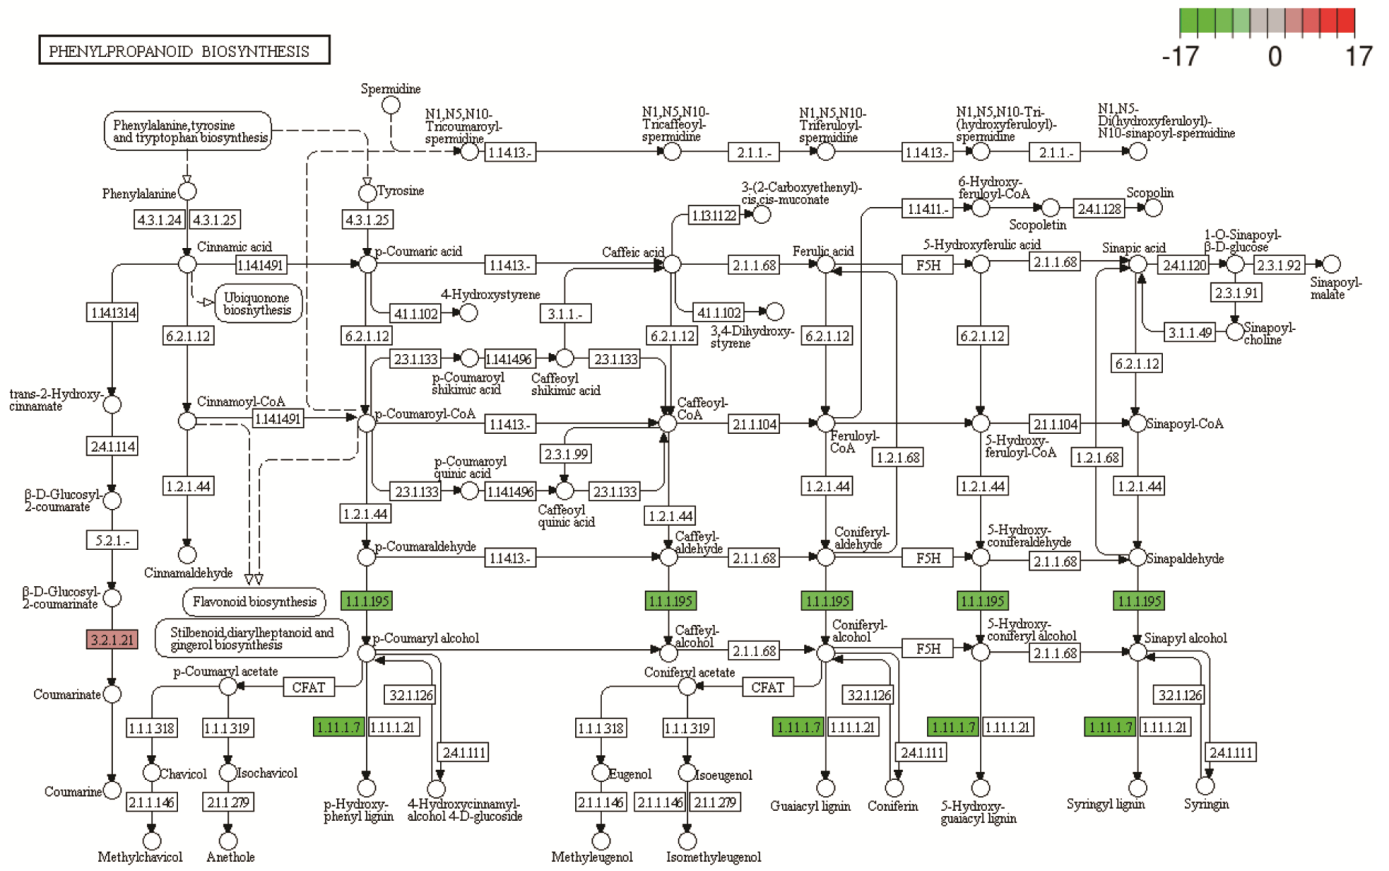 -17
0
17
PHENYLPROPANOID BIOSYNTHESIS
Spermidine
N1,N5,N10-
Tricoumaroyl-
spermidine
N1,N5,N10-
Tricaffeoyl-
spermidine
N1,N5,N10-
Triferuloyl-
spermidine
N1,N5,N10-Tri-
(hydroxyferuloyl)-
spermidine
N1,N5-
Di(hydroxyferuloyl)-
N10-sinapoyl-spermidine
Phenylalanine,tyrosine
and tryptophan biosynthesis
1.14.13.-
2.1.1.-
1.14.13.-
2.1.1.-
Phenylalanine
Tyrosine
3-(2-Carboxyethenyl)-
cis,cis-muconate
6-Hydroxy-
feruloyl-CoA
Scopolin
4.3.1.24
4.3.1.25
4.3.1.25
1.13.11.22
1.14.11.-
Scopoletin
2.4.1.128
Cinnamic acid
p-Coumaric acid
Caffeic acid
Ferulic acid
5-Hydroxyferulic acid
Sinapic acid
1-O-Sinapoyl-
β-D-glucose
1.14.14.91
1.14.13.-
2.1.1.68
F5H
2.1.1.68
2.4.1.120
2.3.1.92
Sinapoyl-
malate
Ubiquonone
biosnythesis
4-Hydroxystyrene
2.3.1.91
1.14.13.14
4.1.1.102
3.1.1.-
4.1.1.102
3,4-Dihydroxy-
styrene
3.1.1.49
Sinapoyl-
choline
6.2.1.12
6.2.1.12
6.2.1.12
6.2.1.12
6.2.1.12
6.2.1.12
2.3.1.133
1.14.14.96
2.3.1.133
p-Coumaroyl
shikimic acid
Caffeoyl
shikimic acid
trans-2-Hydroxy-
cinnamate
Cinnamoyl-CoA
p-Coumaroyl-CoA
Caffeoyl-
CoA
1.14.14.91
1.14.13.-
2.1.1.104
Feruloyl-
CoA
5-Hydroxy-
feruloyl-CoA
2.1.1.104
Sinapoyl-CoA
2.4.1.114
2.3.1.99
1.2.1.68
1.2.1.68
p-Coumaroyl
quinic acid
2.3.1.133
1.14.14.96
2.3.1.133
Caffeoyl
quinic acid
1.2.1.44
1.2.1.44
1.2.1.44
1.2.1.44
1.2.1.44
1.2.1.44
β-D-Glucosyl-
2-coumarate
5.2.1.-
Cinnamaldehyde
p-Coumaraldehyde
1.14.13.-
Caffeyl-
aldehyde
2.1.1.68
Coniferyl-
aldehyde
F5H
5-Hydroxy-
coniferaldehyde
2.1.1.68
Sinapaldehyde
β-D-Glucosyl-
2-coumarinate
Flavonoid biosynthesis
1.1.1.195
1.1.1.195
1.1.1.195
1.1.1.195
1.1.1.195
3.2.1.21
Stilbenoid,diarylheptanoid and
gingerol biosynthesis
p-Coumaryl alcohol
Caffeyl-
alcohol
2.1.1.68
Coniferyl-
alcohol
F5H
5-Hydroxy-
coniferyl alcohol
2.1.1.68
Sinapyl alcohol
p-Coumaryl acetate
CFAT
3.2.1.126
Coniferyl acetate
CFAT
3.2.1.126
3.2.1.126
Coumarinate
1.1.1.318
1.1.1.319
1.11.1.7
1.11.1.21
1.1.1.318
1.1.1.319
1.11.1.7
1.11.1.21
1.11.1.7
1.11.1.21
1.11.1.7
1.11.1.21
2.4.1.111
2.4.1.111
2.4.1.111
Chavicol
Isochavicol
Eugenol
Isoeugenol
Coumarine
2.1.1.146
2.1.1.279
p-Hydroxy-
phenyl lignin
4-Hydroxycinnamyl-
alcohol 4-D-glucoside
2.1.1.146
2.1.1.146
2.1.1.279
Guaiacyl lignin
Coniferin
5-Hydroxy-
guaiacyl lignin
Syringyl lignin
Syringin
Methylchavicol
Anethole
Methyleugenol
Isomethyleugenol